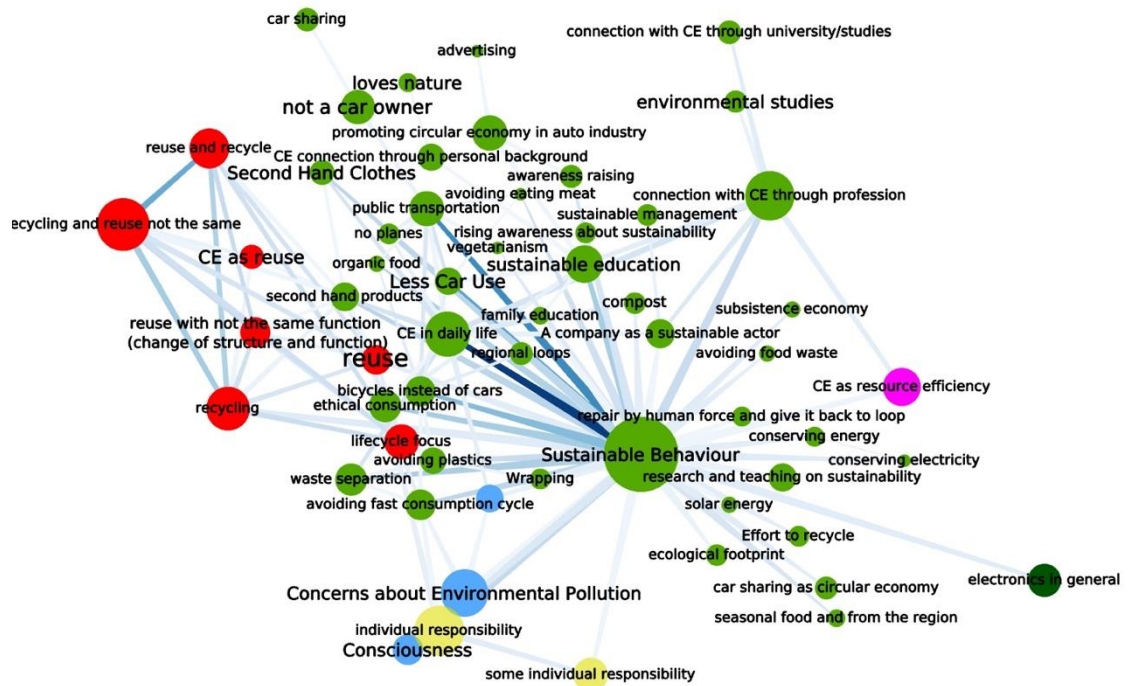 car sharing
connection with CE through university/studies
advertising
loves nature
not a car owner
environmental studies
promoting circular economy in auto industry
reuse and recycle
CE connection through personal background
Second Hand Clothes
awareness raising
avoiding eating meat
connection with CE through profession
public transportation
sustainable management
ecycling and reuse not the same
no planes
rising awareness about sustainability
vegetarianism
CE as reuse
organic food
sustainable education
Less Car Use
second hand products
compost
subsistence economy
family education
reuse with not the same function
(change of structure and function)
CE in daily life
A company as a sustainable actor
reuse
regional loops
avoiding food waste
bicycles instead of cars
CE as resource efficiency
recycling
ethical consumption
repair by human force and give it back to loop
lifecycle focus
conserving energy
Sustainable Behaviour
avoiding plastics
conserving electricity
waste separation
Wrapping
research and teaching on sustainability
avoiding fast consumption cycle
solar energy
Effort to recycle
ecological footprint
electronics in general
Concerns about Environmental Pollution
car sharing as circular economy
seasonal food and from the region
individual responsibility
Consciousness
some individual responsibility